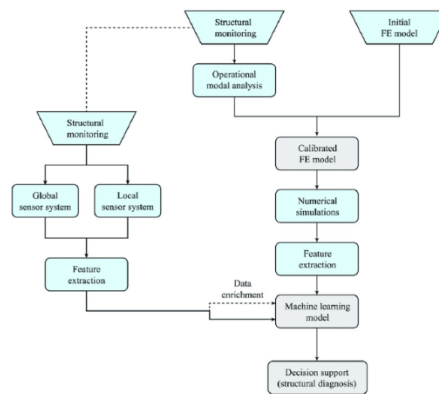 Structural
monitoring
Initial
FE model
Operational
modal analysis
Structural
monitoring
Calibrated
FE model
Global
sensor system
Local
sensor system
Numerical
simulations
Feature
extraction
Feature
extraction
Data
enrichment
Machine learning
model
Decision support
(structural diagnosis)